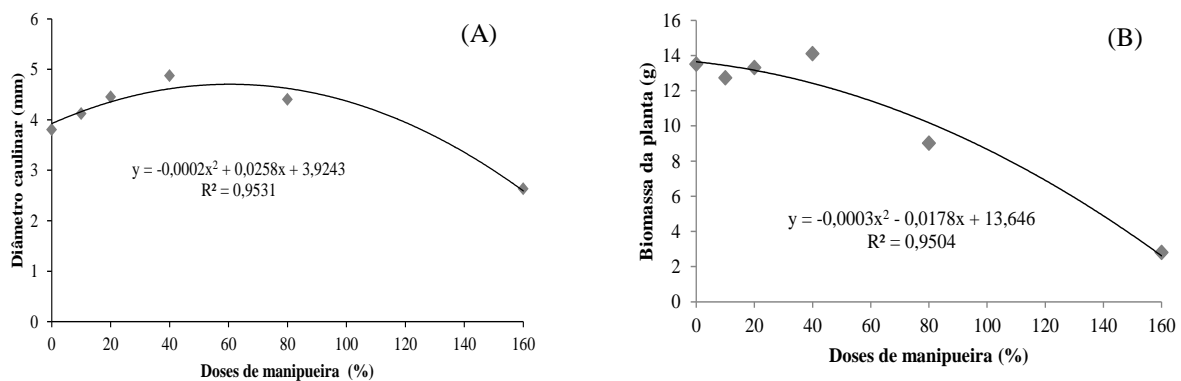 (A)
6
5
4
3
2
1
0
Diâmetro caulinar (mm)
y = -0,0002x² + 0,0258x + 3,9243
R² = 0,9531
0 20 40 60 80 100 120 140 160
Doses de manipueira (%)
(B)
16
14
12
10
8
6
4
2
0
Biomassa da planta (g)
y = -0,0003x² - 0,0178x + 13,646
R² = 0,9504
0 20 40 60 80 100 120 140 160
Doses de manipueira (%)